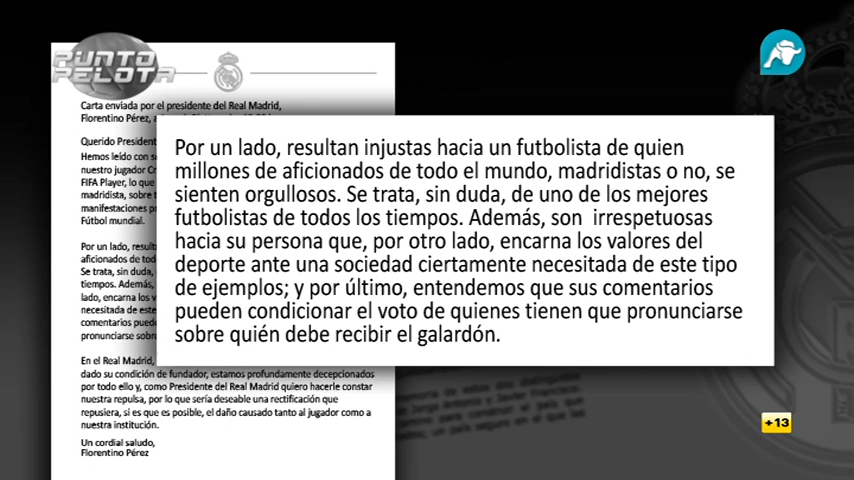 PUNTO
PELOTA
Carta enviada por el presidente del Real Madrid,
Florentino Pérez, a
Querido President
Hemos leído con s
nuestro jugador Cr
FIFA Player, lo que
madridista, sobre t
manifestaciones p
Fútbol mundial.
Por un lado, result
aficionados de tod
Se trata, sin duda,
tiempos. Además,
lado, encarna los v
necesitada de este
comentarios pued
pronunciarse sobr
En el Real Madrid,
dado su condición de fundador, estamos profundamente decepcionados
por todo ello y, como Presidente del Real Madrid quiero hacerle constar
nuestra repulsa, por lo que sería deseable una rectificación que
repusiera, si es que es posible, el daño causado tanto al jugador como a
nuestra institución.
Un cordial saludo,
Florentino Pérez
Por un lado, resultan injustas hacia un futbolista de quien
millones de aficionados de todo el mundo, madridistas o no, se
sienten orgullosos. Se trata, sin duda, de uno de los mejores
futbolistas de todos los tiempos. Además, son irrespetuosas
hacia su persona que, por otro lado, encarna los valores del
deporte ante una sociedad ciertamente necesitada de este tipo
de ejemplos; y por último, entendemos que sus comentarios
pueden condicionar el voto de quienes tienen que pronunciarse
sobre quién debe recibir el galardón.
+13